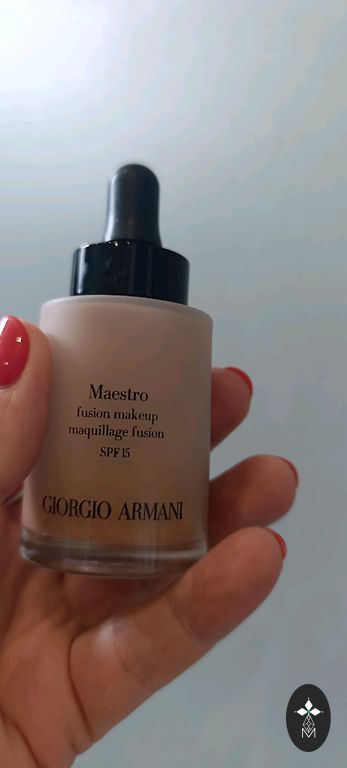 Maestro
fusion makeup
maquillage fusion
SPF 15
GIORGIO ARMANI